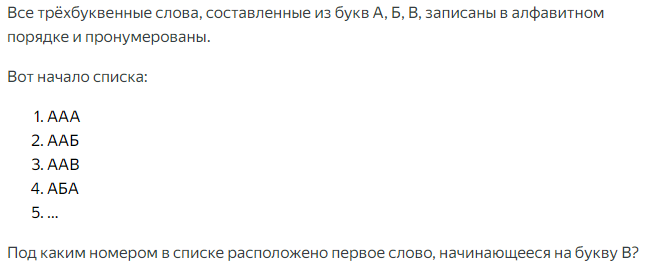 Все трёхбуквенные слова, составленные из букв А, Б, В, записаны в алфавитном
порядке и пронумерованы.
Вот начало списка:
1. ААА
2. ААБ
3. ААВ
4. АБА
5. ...
Под каким номером в списке расположено первое слово, начинающееся на букву В?